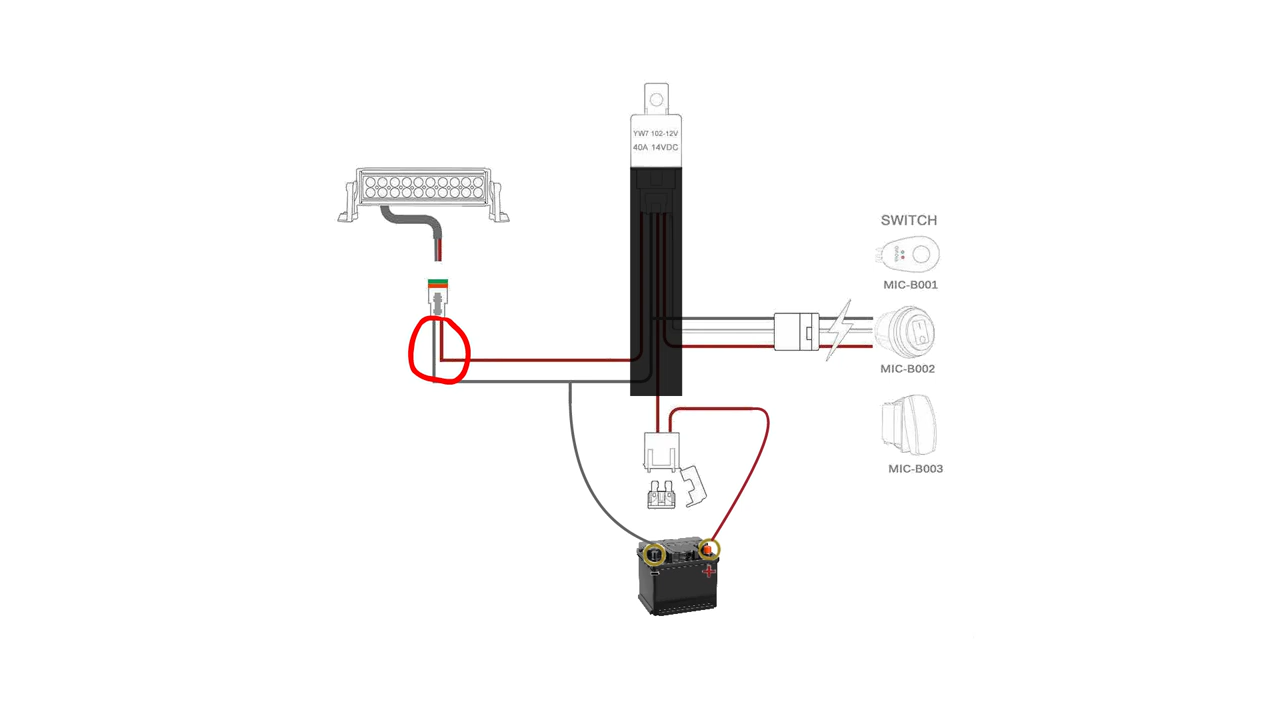 YW7 102-12V
40A 14VDC
SWITCH
MIC-B001
MIC-B002
MIC-B003